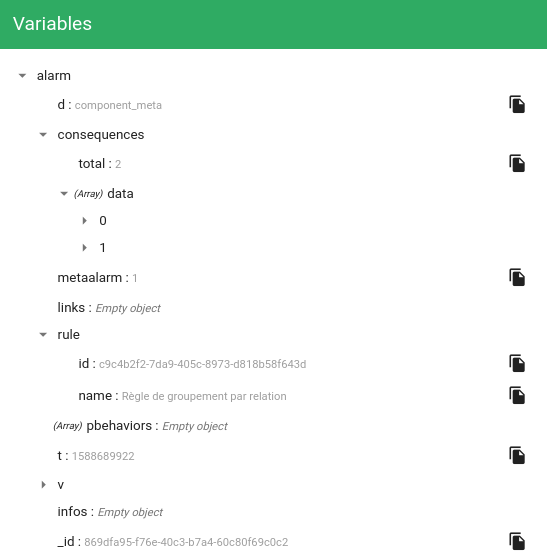 Variables
alarm
d : component_meta
consequences
total : 2
(Array) data
0
1
metaalarm : 1
links : Empty object
rule
id : c9c4b2f2-7da9-405c-8973-d818b58f643d
name : Règle de groupement par relation
(Array) pbehaviors : Empty object
t : 1588689922
v
infos : Empty object
_id : 869dfa95-f76e-40c3-b7a4-60c80f69c0c2